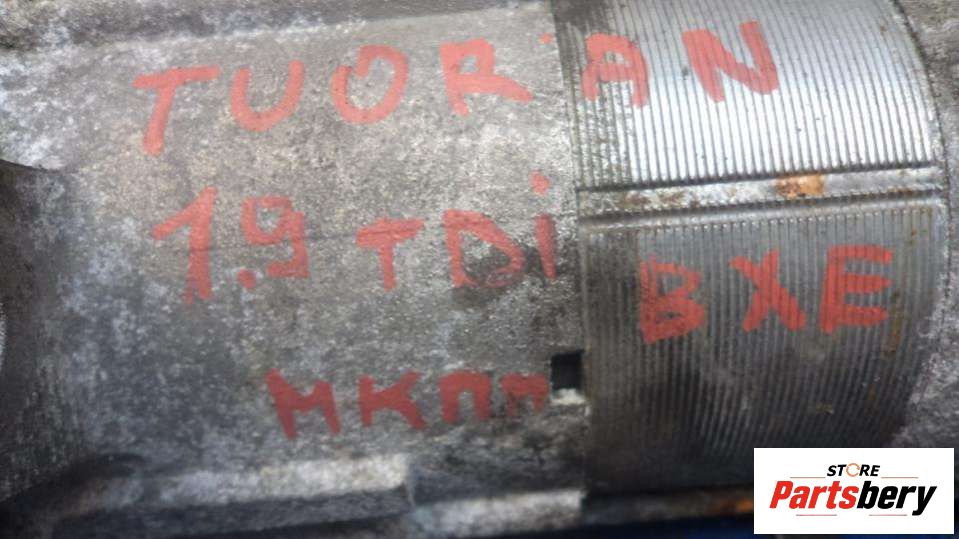 TUORAN
1.9 TDi BXE
МКПП
STORE
Partsbery